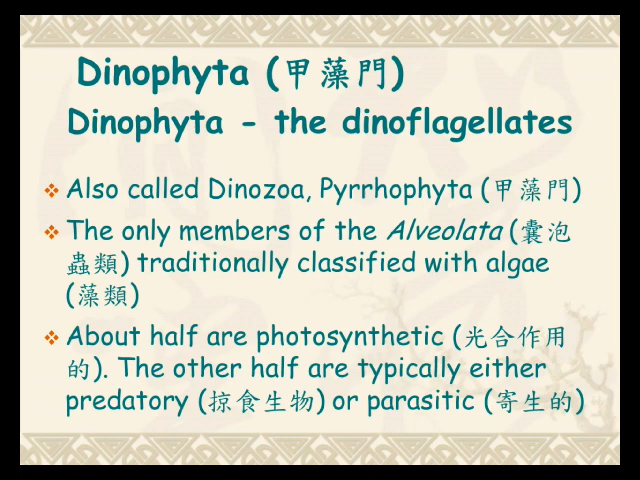 Dinophyta (甲藻門)
Dinophyta - the dinoflagellates
Also called Dinozoa, Pyrrhophyta (甲藻門)
The only members of the Alveolata (囊泡
蟲類) traditionally classified with algae
(藻類)
About half are photosynthetic (光合作用
的). The other half are typically either
predatory (掠食生物) or parasitic (寄生的)